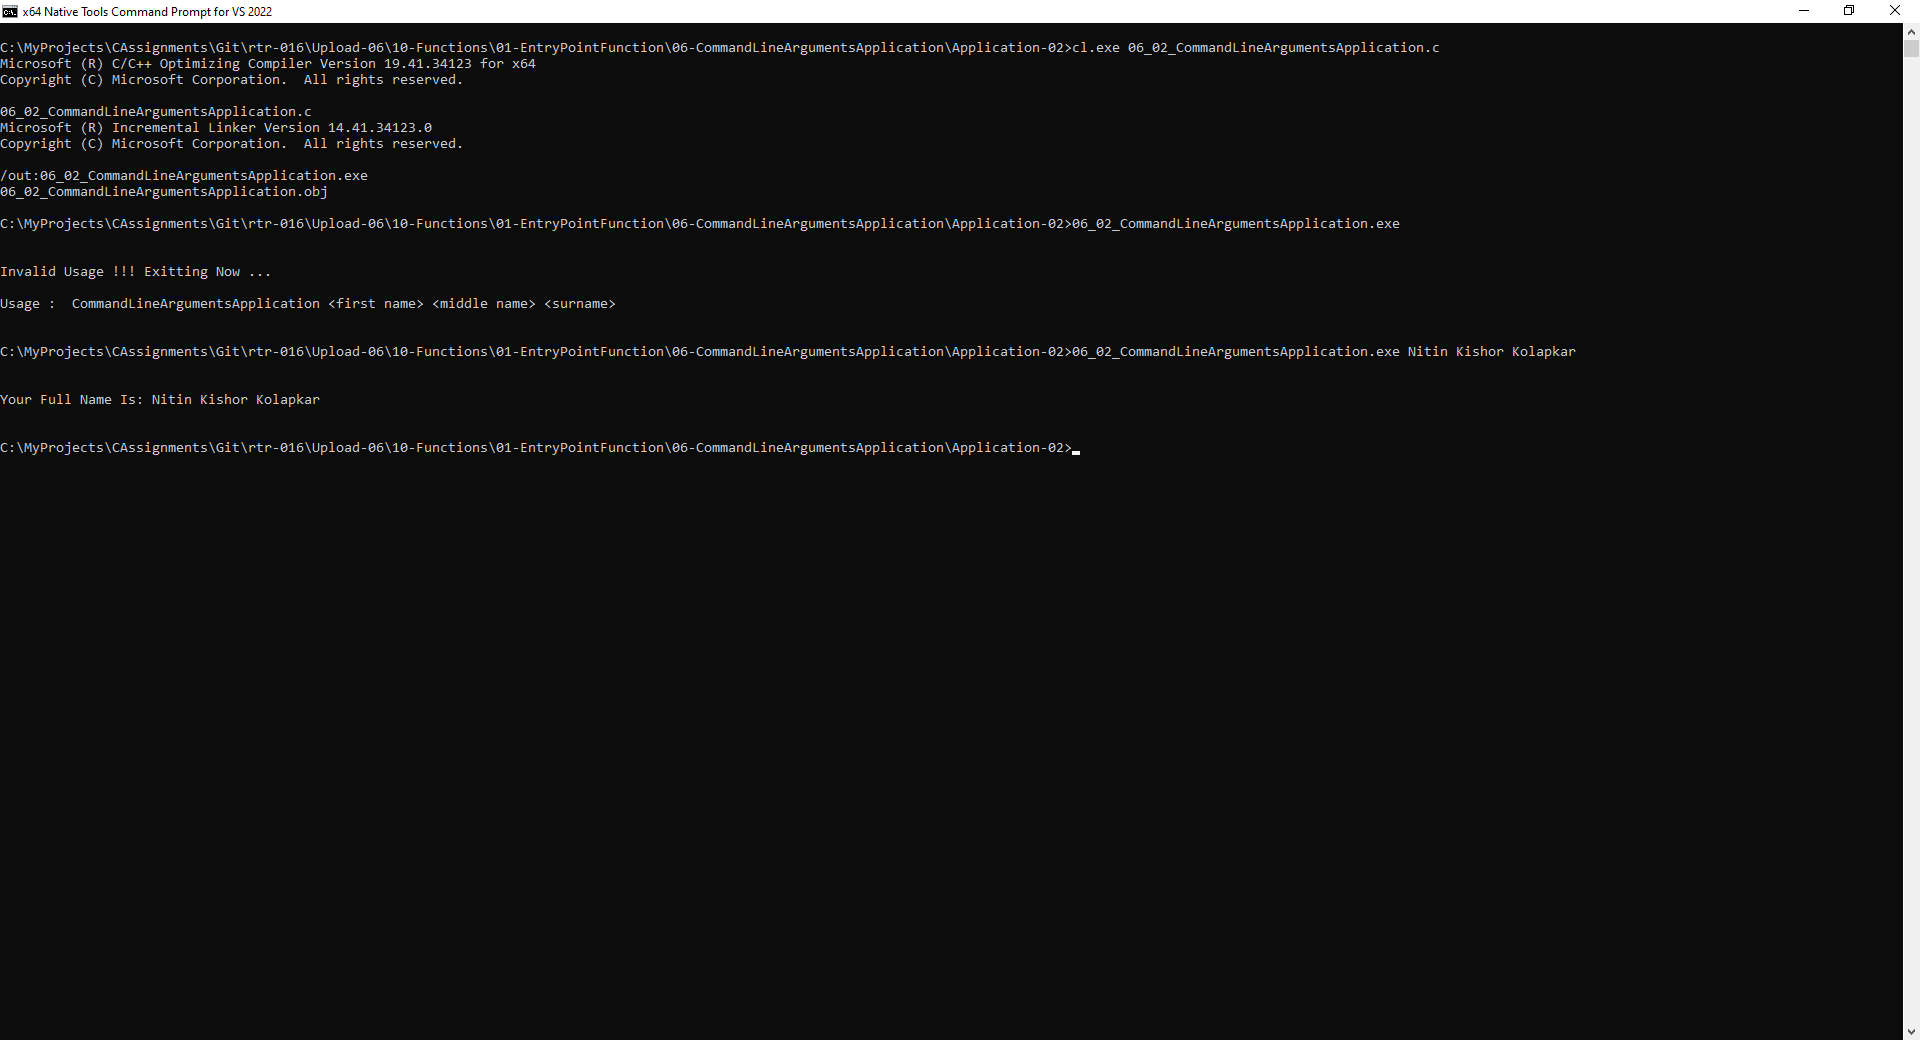 x64 Native Tools Command Prompt for VS 2022
C:\MyProjects\CAssignments\Git\rtr-016\Upload-06\10-Functions\01-EntryPointFunction\06-CommandLineArgumentsApplication\Application-02>cl.exe 06_02_CommandLineArgumentsApplication.c
Microsoft (R) C/C++ Optimizing Compiler Version 19.41.34123 for x64
Copyright (C) Microsoft Corporation.  All rights reserved.
06_02_CommandLineArgumentsApplication.c
Microsoft (R) Incremental Linker Version 14.41.34123.0
Copyright (C) Microsoft Corporation.  All rights reserved.
/out:06_02_CommandLineArgumentsApplication.exe
06_02_CommandLineArgumentsApplication.obj
C:\MyProjects\CAssignments\Git\rtr-016\Upload-06\10-Functions\01-EntryPointFunction\06-CommandLineArgumentsApplication\Application-02>06_02_CommandLineArgumentsApplication.exe
Invalid Usage !!! Exitting Now ...
Usage :  CommandLineArgumentsApplication <first name> <middle name> <surname>
C:\MyProjects\CAssignments\Git\rtr-016\Upload-06\10-Functions\01-EntryPointFunction\06-CommandLineArgumentsApplication\Application-02>06_02_CommandLineArgumentsApplication.exe Nitin Kishor Kolapkar
Your Full Name Is: Nitin Kishor Kolapkar
C:\MyProjects\CAssignments\Git\rtr-016\Upload-06\10-Functions\01-EntryPointFunction\06-CommandLineArgumentsApplication\Application-02>